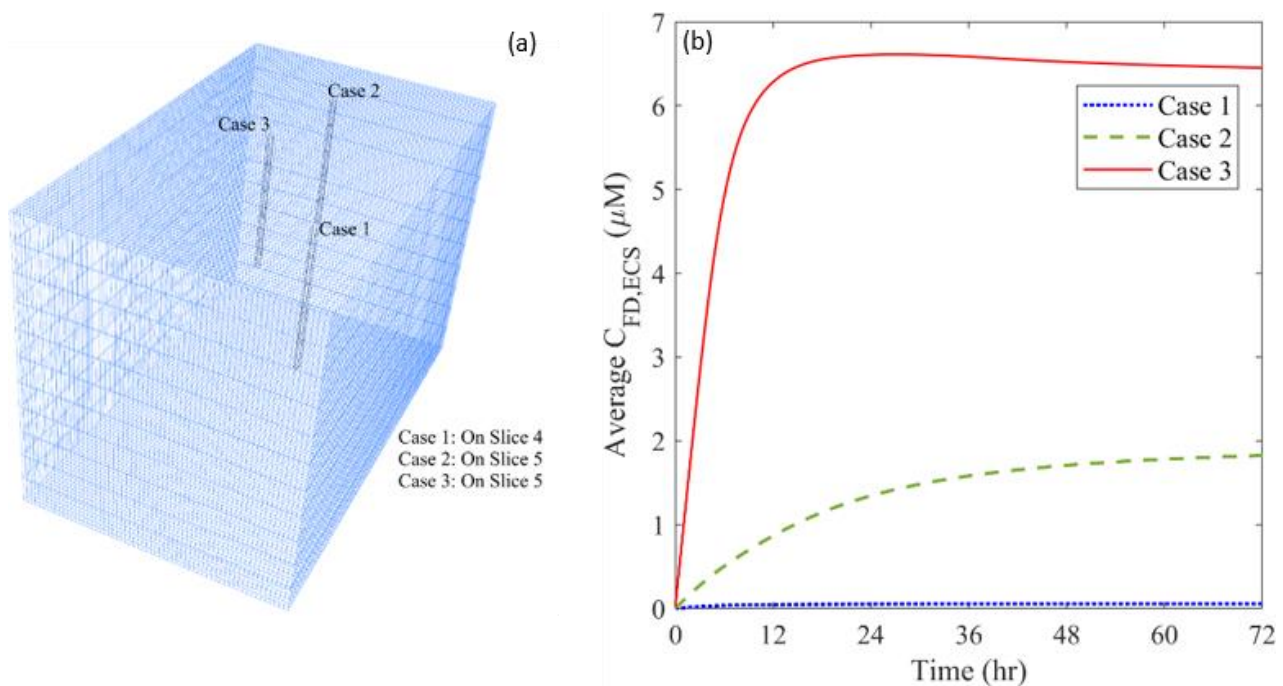 (a)
Case 2
Case 3
Case 1
Case 1: On Slice 4
Case 2: On Slice 5
Case 3: On Slice 5
(b)
7
6
5
4
3
2
1
0
Average C_FD,ECS (μM)
Case 1
Case 2
Case 3
0 12 24 36 48 60 72
Time (hr)